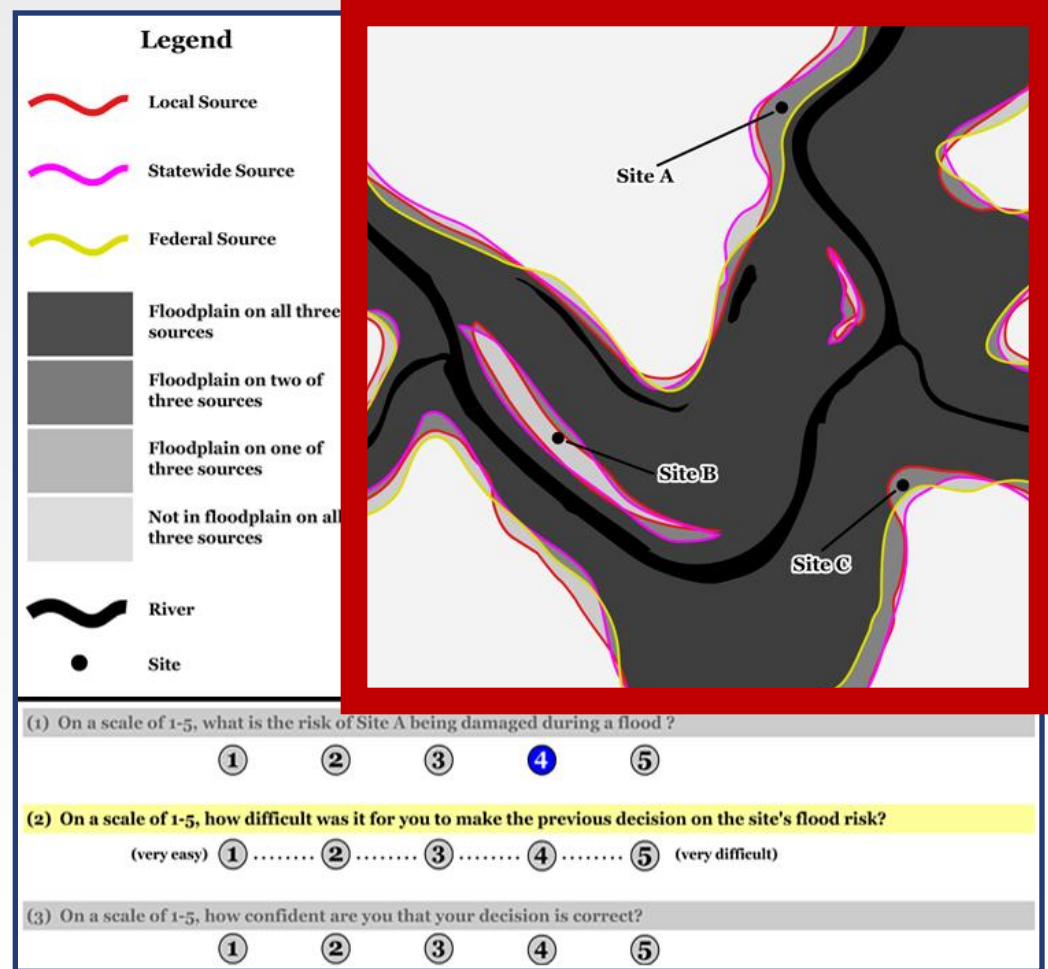 Legend
Local Source
Statewide Source
Federal Source
Floodplain on all three
sources
Floodplain on two of
three sources
Floodplain on one of
three sources
Not in floodplain on all
three sources
River
Site
Site A
Site B
Site C
(1) On a scale of 1-5, what is the risk of Site A being damaged during a flood ?
1 2 3 4 5
(2) On a scale of 1-5, how difficult was it for you to make the previous decision on the site's flood risk?
(very easy) 1 ........ 2 ........ 3 ........ 4 ........ 5 (very difficult)
(3) On a scale of 1-5, how confident are you that your decision is correct?
1 2 3 4 5